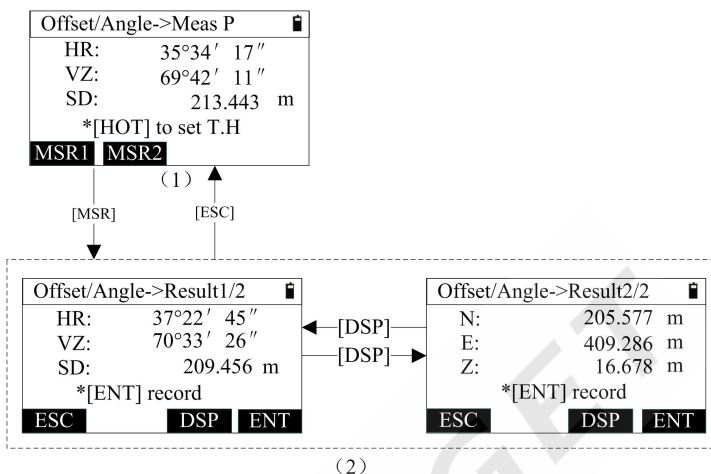 Offset/Angle->Meas P
HR: 35°34′ 17″
VZ: 69°42′ 11″
SD: 213.443 m
*[HOT] to set T.H
MSR1 MSR2
（1）
[MSR] [ESC]
Offset/Angle->Result1/2
HR: 37°22′ 45″
VZ: 70°33′ 26″
SD: 209.456 m
*[ENT] record
ESC DSP ENT
[DSP]
[DSP]
Offset/Angle->Result2/2
N: 205.577 m
E: 409.286 m
Z: 16.678 m
*[ENT] record
ESC DSP ENT
（2）